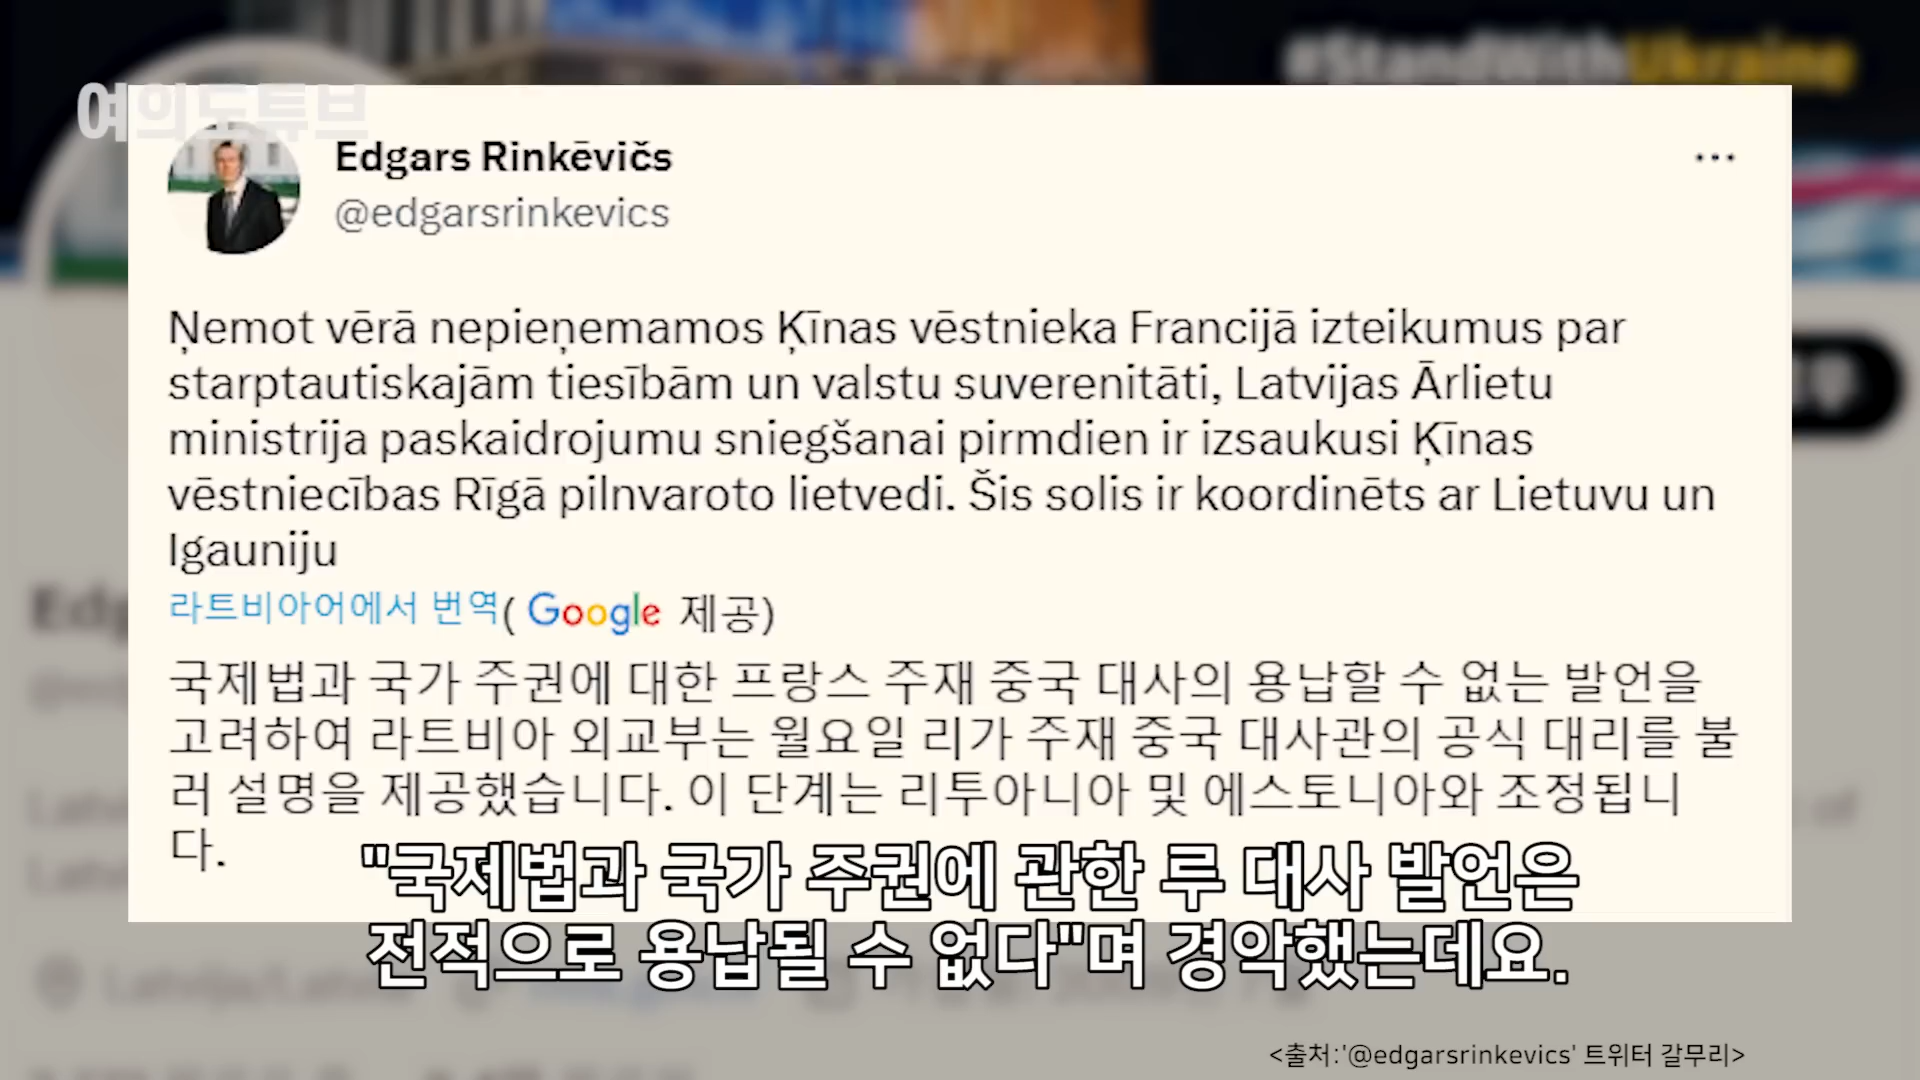 #StandWithUkraine
여의도튜브
Edgars Rinkēvičs
@edgarsrinkevics
Ņemot vērā nepieņemamos Ķīnas vēstnieka Francijā izteikumus par
starptautiskajām tiesībām un valstu suverenitāti, Latvijas Ārlietu
ministrija paskaidrojumu sniegšanai pirmdien ir izsaukusi Ķīnas
vēstniecības Rīgā pilnvaroto lietvedi. Šis solis ir koordinēts ar Lietuvu un
Igauniju
라트비아어에서 번역( Google 제공)
국제법과 국가 주권에 대한 프랑스 주재 중국 대사의 용납할 수 없는 발언을
고려하여 라트비아 외교부는 월요일 리가 주재 중국 대사관의 공식 대리를 불
러 설명을 제공했습니다. 이 단계는 리투아니아 및 에스토니아와 조정됩니
다.
"국제법과 국가 주권에 관한 루 대사 발언은
전적으로 용납될 수 없다"며 경악했는데요.
<출처:'@edgarsrinkevics' 트위터 갈무리>